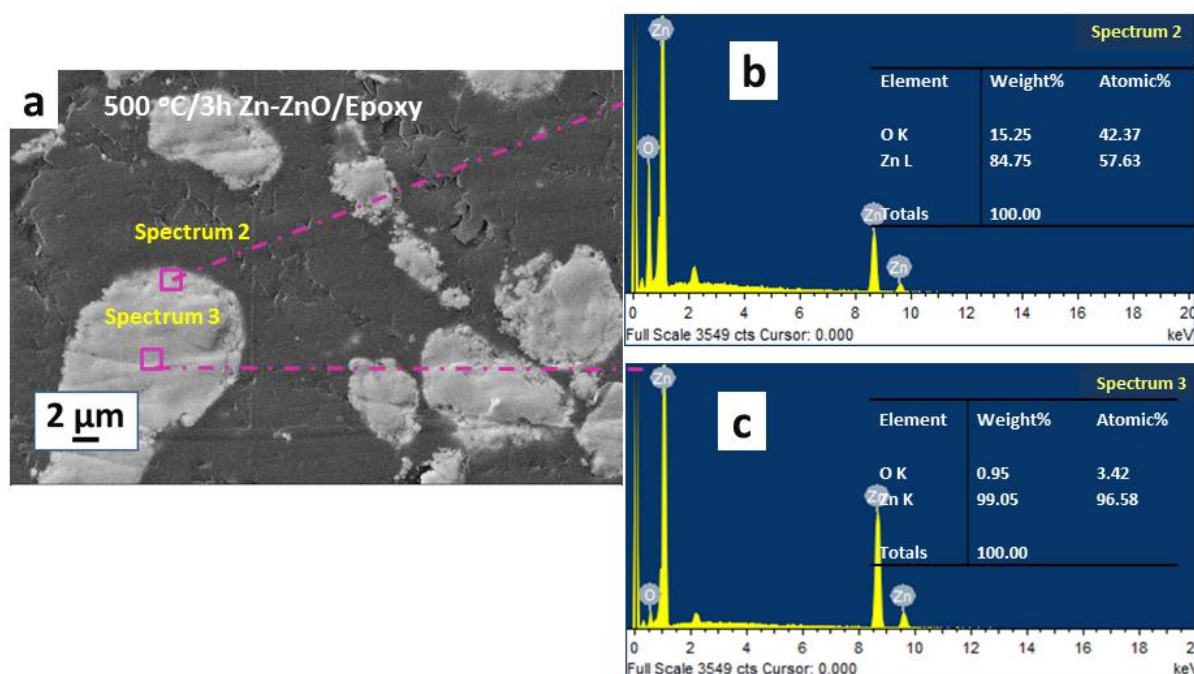 a
500 °C/3h Zn-ZnO/Epoxy
Spectrum 2
Spectrum 3
2 µm
b
Spectrum 2
Zn
O
Zn
Zn
Element Weight% Atomic%
O K 15.25 42.37
Zn L 84.75 57.63
Totals 100.00
0 2 4 6 8 10 12 14 16 18 20
Full Scale 3549 cts Cursor: 0.000 keV
c
Spectrum 3
Zn
O
Zn
Zn
Element Weight% Atomic%
O K 0.95 3.42
Zn K 99.05 96.58
Totals 100.00
0 2 4 6 8 10 12 14 16 18 2
Full Scale 3549 cts Cursor: 0.000 keV